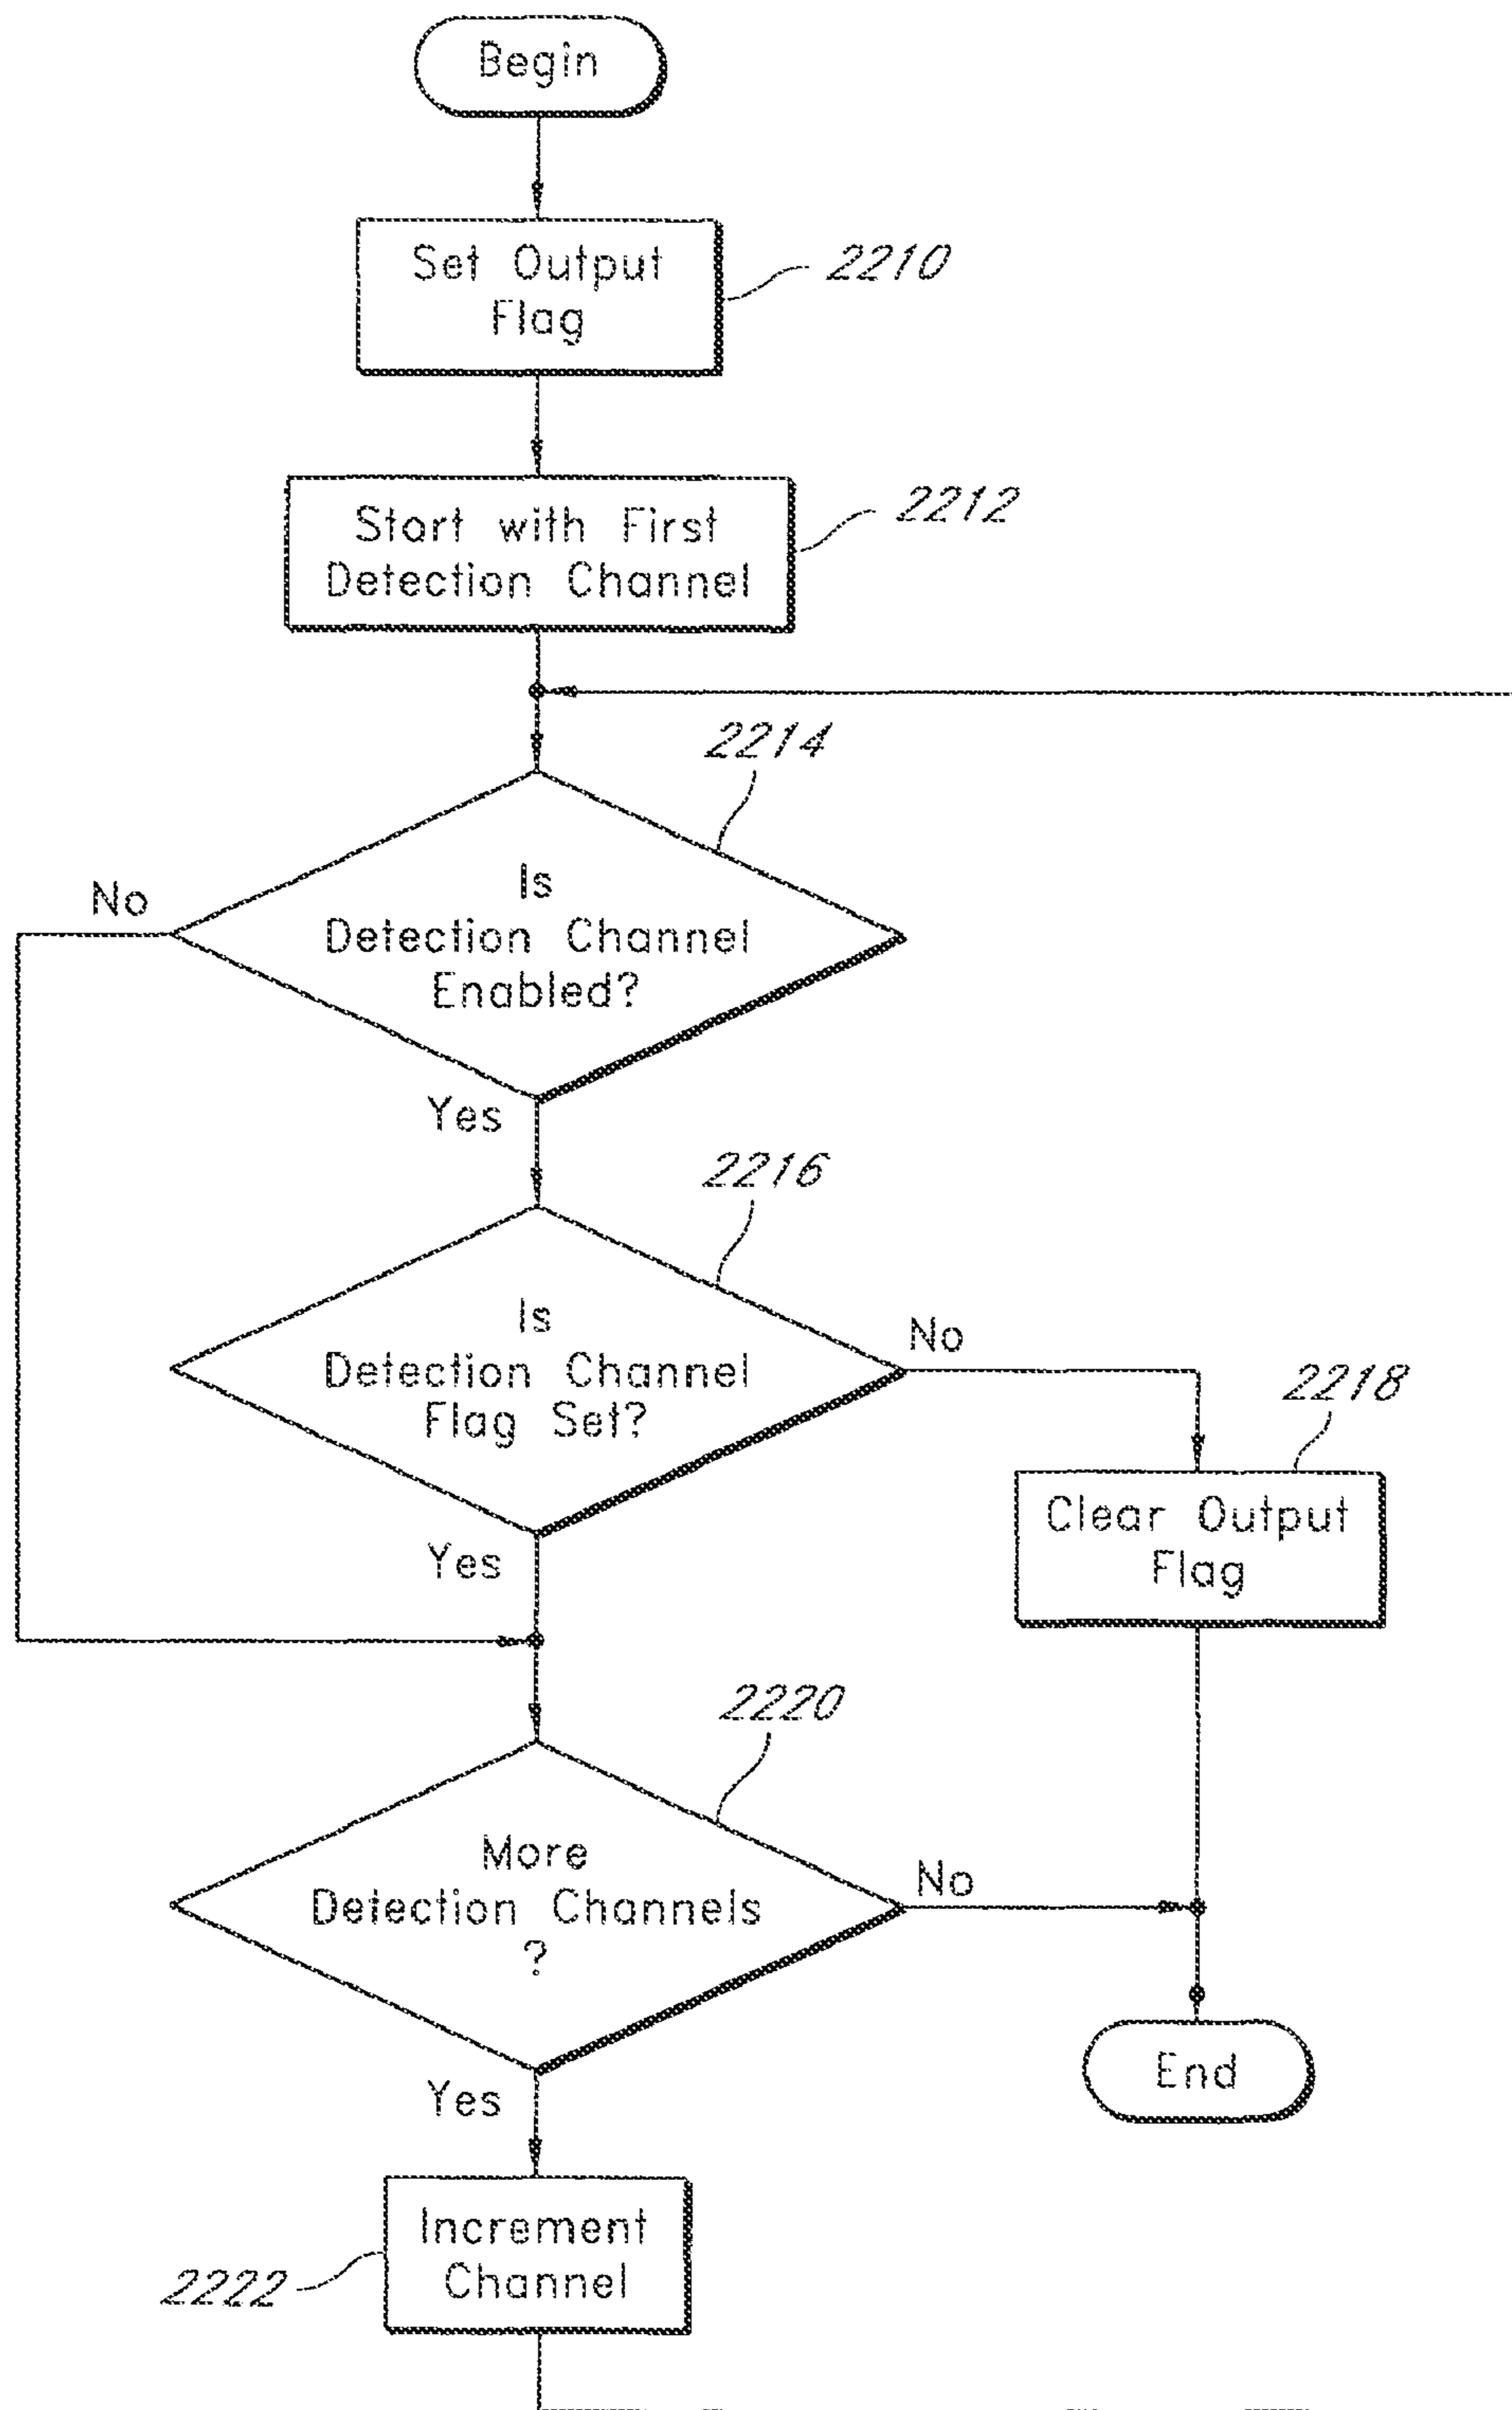 Begin
Set Output
Flag
2210
Start with First
Detection Channel
2212
2214
No
Is
Detection Channel
Enabled?
Yes
2216
Is
Detection Channel
Flag Set?
No
2218
Clear Output
Flag
Yes
2220
More
Detection Channels
?
No
End
Yes
Increment
Channel
2222